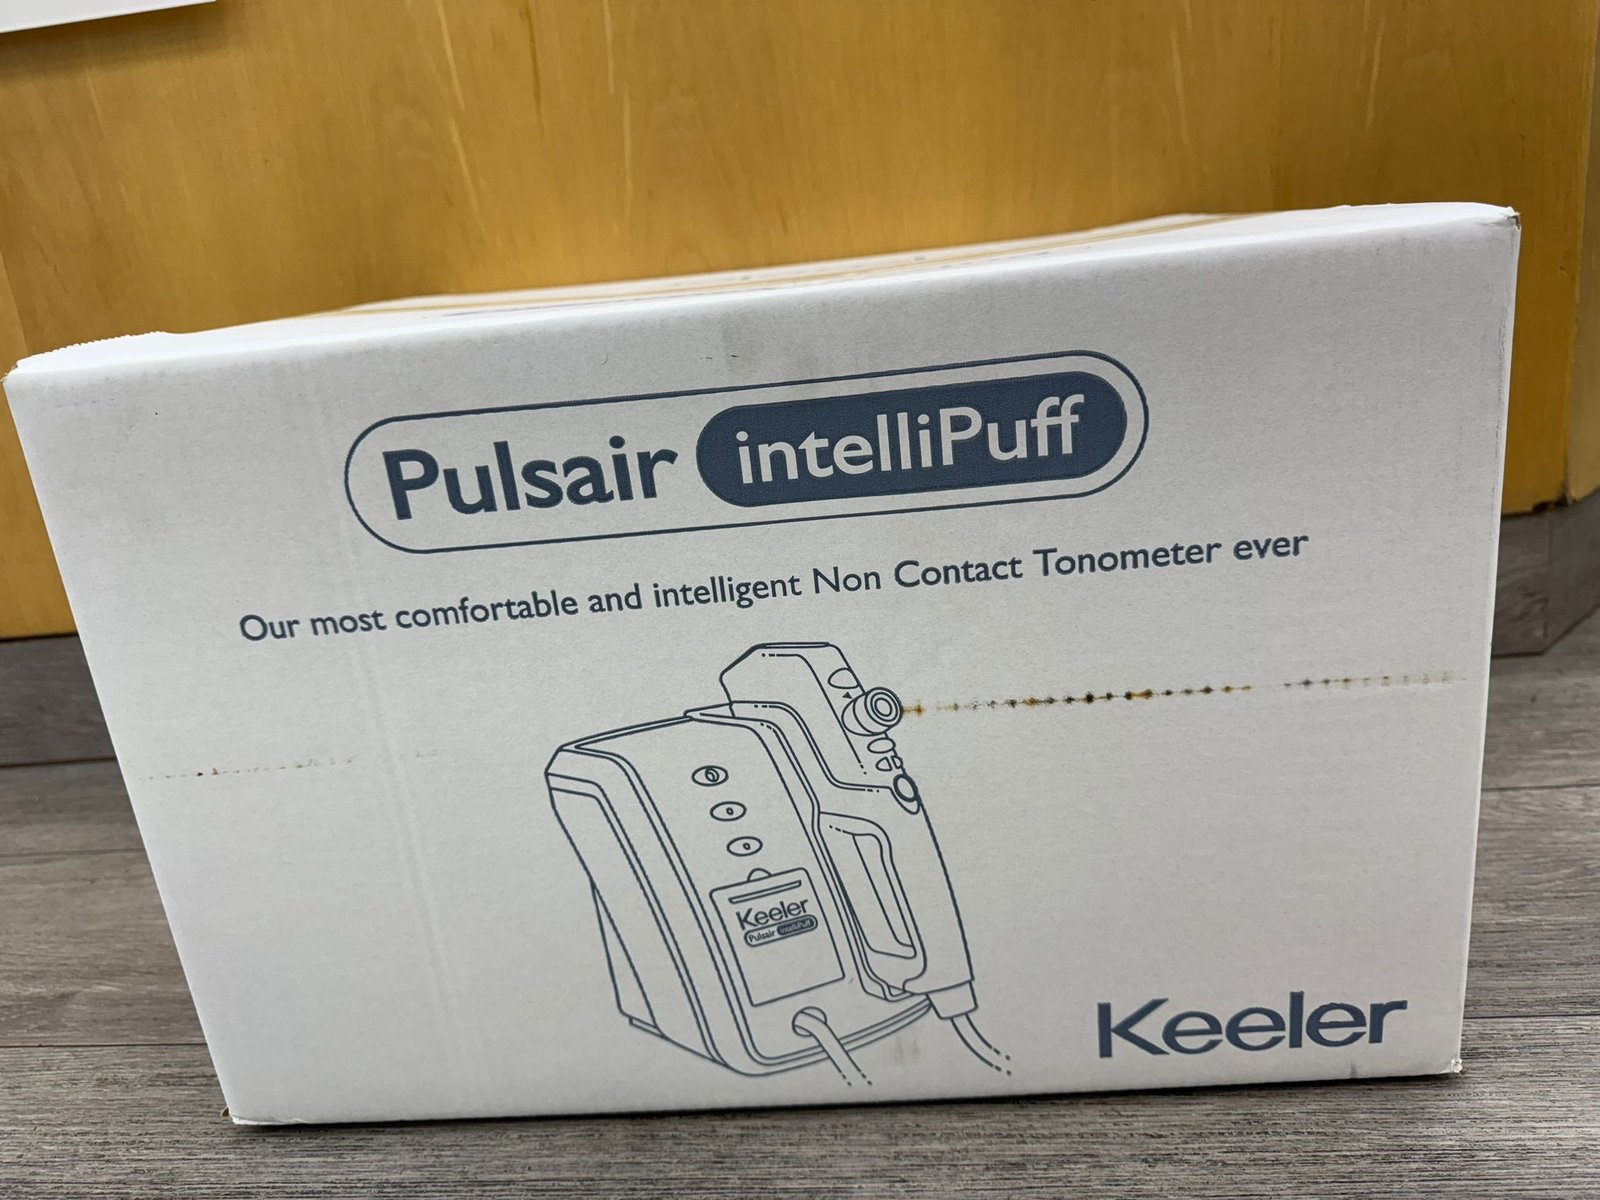 Pulsair intelliPuff
Our most comfortable and intelligent Non Contact Tonometer ever
Keeler
Pulsair intelliPuff
Keeler